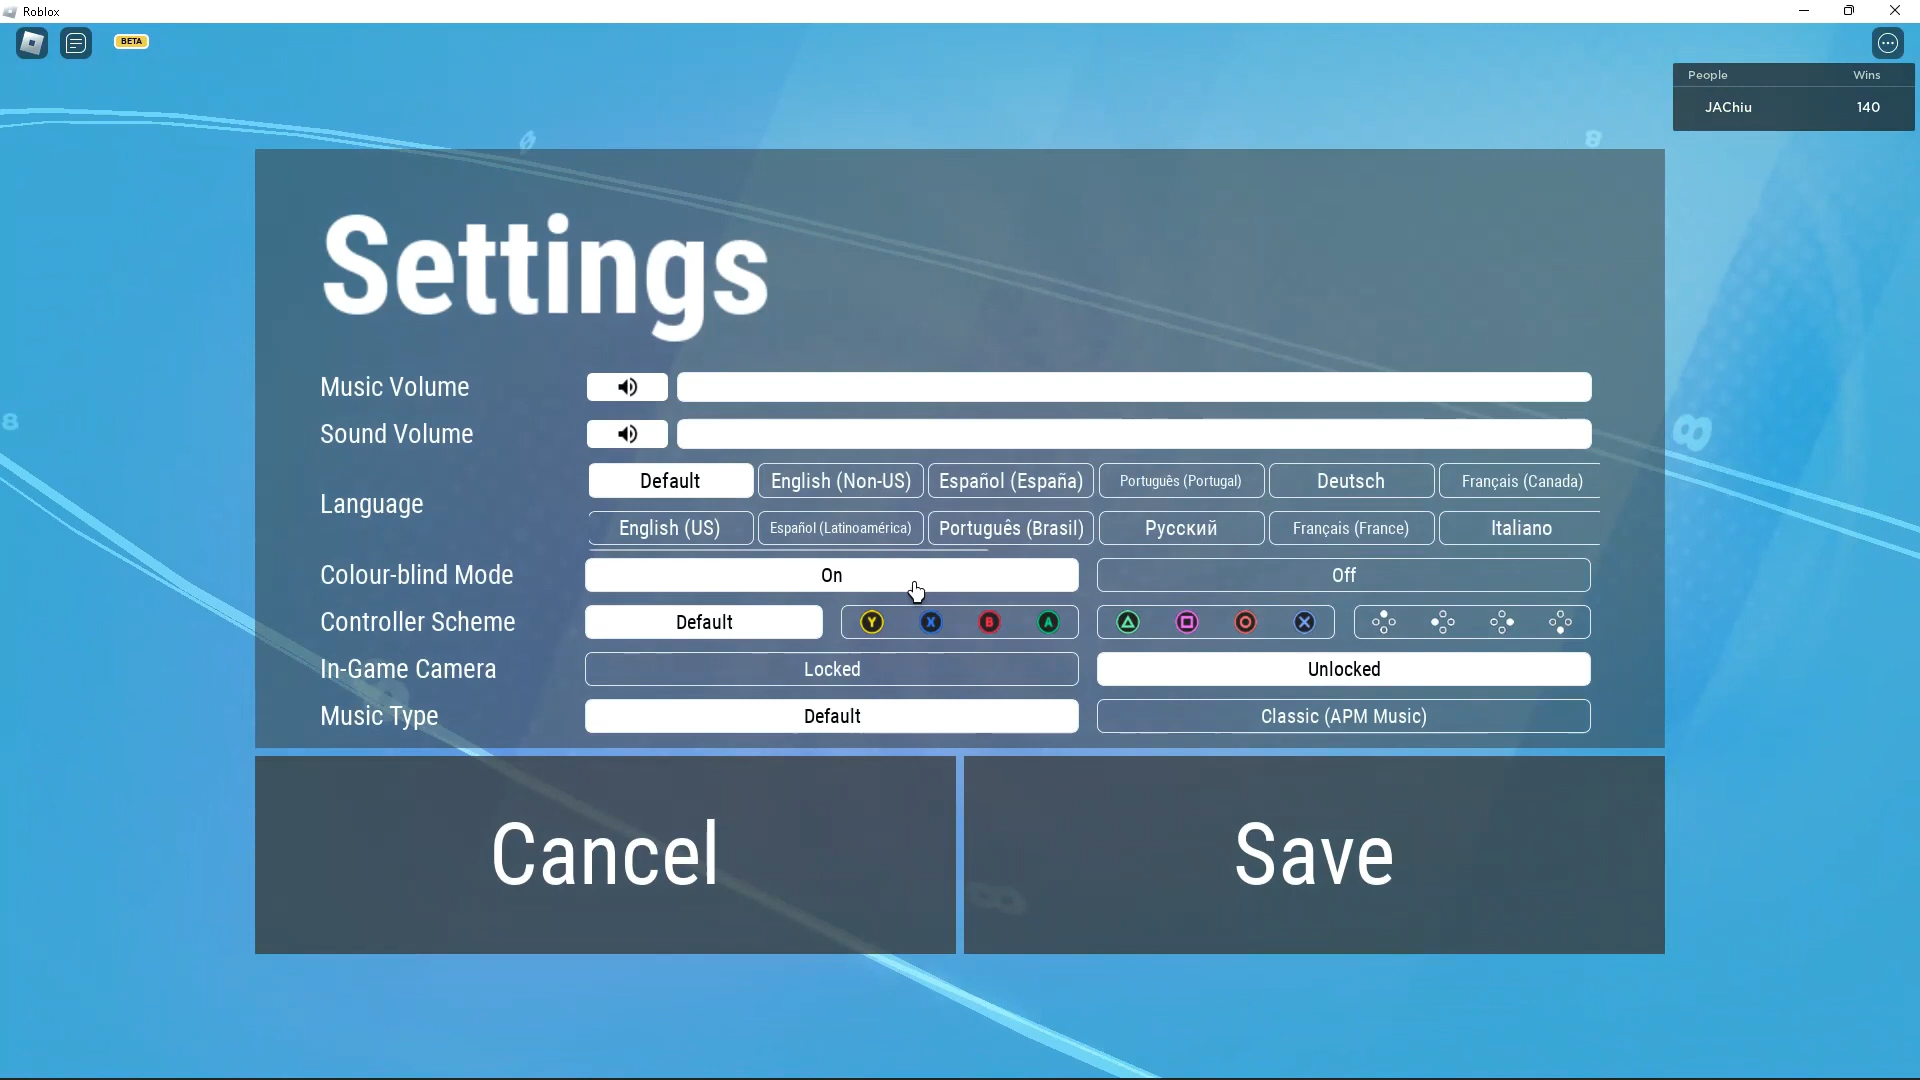 Roblox
BETA
People Wins
JAChiu 140
Settings
Music Volume
Sound Volume
Language
Default English (Non-US) Español (España) Português (Portugal) Deutsch Français (Canada)
English (US) Español (Latinoamérica) Português (Brasil) Русский Français (France) Italiano
Colour-blind Mode On Off
Controller Scheme Default Y X B A
In-Game Camera Locked Unlocked
Music Type Default Classic (APM Music)
Cancel Save